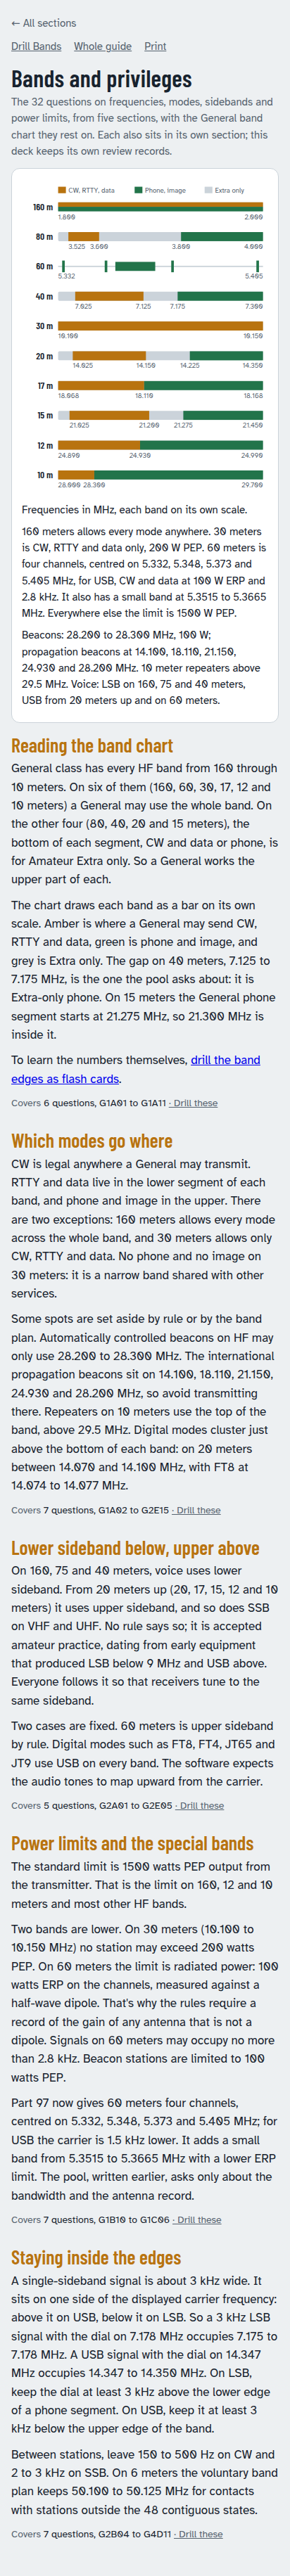 ← All sections
Drill Bands Whole guide Print
Bands and privileges
The 32 questions on frequencies, modes, sidebands and
power limits, from five sections, with the General band
chart they rest on. Each also sits in its own section; this
deck keeps its own review records.
CW, RTTY, data Phone, image Extra only
160 m
1.800 2.000
80 m
3.525 3.600 3.800 4.000
60 m
5.332 5.405
40 m
7.025 7.125 7.175 7.300
30 m
10.100 10.150
20 m
14.025 14.150 14.225 14.350
17 m
18.068 18.110 18.168
15 m
21.025 21.200 21.275 21.450
12 m
24.890 24.930 24.990
10 m
28.000 28.300 29.700
Frequencies in MHz, each band on its own scale.
160 meters allows every mode anywhere. 30 meters
is CW, RTTY and data only, 200 W PEP. 60 meters is
four channels, centred on 5.332, 5.348, 5.373 and
5.405 MHz, for USB, CW and data at 100 W ERP and
2.8 kHz. It also has a small band at 5.3515 to 5.3665
MHz. Everywhere else the limit is 1500 W PEP.
Beacons: 28.200 to 28.300 MHz, 100 W;
propagation beacons at 14.100, 18.110, 21.150,
24.930 and 28.200 MHz. 10 meter repeaters above
29.5 MHz. Voice: LSB on 160, 75 and 40 meters,
USB from 20 meters up and on 60 meters.
Reading the band chart
General class has every HF band from 160 through
10 meters. On six of them (160, 60, 30, 17, 12 and
10 meters) a General may use the whole band. On
the other four (80, 40, 20 and 15 meters), the
bottom of each segment, CW and data or phone, is
for Amateur Extra only. So a General works the
upper part of each.
The chart draws each band as a bar on its own
scale. Amber is where a General may send CW,
RTTY and data, green is phone and image, and
grey is Extra only. The gap on 40 meters, 7.125 to
7.175 MHz, is the one the pool asks about: it is
Extra-only phone. On 15 meters the General phone
segment starts at 21.275 MHz, so 21.300 MHz is
inside it.
To learn the numbers themselves, drill the band
edges as flash cards.
Covers 6 questions, G1A01 to G1A11 · Drill these
Which modes go where
CW is legal anywhere a General may transmit.
RTTY and data live in the lower segment of each
band, and phone and image in the upper. There
are two exceptions: 160 meters allows every mode
across the whole band, and 30 meters allows only
CW, RTTY and data. No phone and no image on
30 meters: it is a narrow band shared with other
services.
Some spots are set aside by rule or by the band
plan. Automatically controlled beacons on HF may
only use 28.200 to 28.300 MHz. The international
propagation beacons sit on 14.100, 18.110, 21.150,
24.930 and 28.200 MHz, so avoid transmitting
there. Repeaters on 10 meters use the top of the
band, above 29.5 MHz. Digital modes cluster just
above the bottom of each band: on 20 meters
between 14.070 and 14.100 MHz, with FT8 at
14.074 to 14.077 MHz.
Covers 7 questions, G1A02 to G2E15 · Drill these
Lower sideband below, upper above
On 160, 75 and 40 meters, voice uses lower
sideband. From 20 meters up (20, 17, 15, 12 and 10
meters) it uses upper sideband, and so does SSB
on VHF and UHF. No rule says so; it is accepted
amateur practice, dating from early equipment
that produced LSB below 9 MHz and USB above.
Everyone follows it so that receivers tune to the
same sideband.
Two cases are fixed. 60 meters is upper sideband
by rule. Digital modes such as FT8, FT4, JT65 and
JT9 use USB on every band. The software expects
the audio tones to map upward from the carrier.
Covers 5 questions, G2A01 to G2E05 · Drill these
Power limits and the special bands
The standard limit is 1500 watts PEP output from
the transmitter. That is the limit on 160, 12 and 10
meters and most other HF bands.
Two bands are lower. On 30 meters (10.100 to
10.150 MHz) no station may exceed 200 watts
PEP. On 60 meters the limit is radiated power: 100
watts ERP on the channels, measured against a
half-wave dipole. That's why the rules require a
record of the gain of any antenna that is not a
dipole. Signals on 60 meters may occupy no more
than 2.8 kHz. Beacon stations are limited to 100
watts PEP.
Part 97 now gives 60 meters four channels,
centred on 5.332, 5.348, 5.373 and 5.405 MHz; for
USB the carrier is 1.5 kHz lower. It adds a small
band from 5.3515 to 5.3665 MHz with a lower ERP
limit. The pool, written earlier, asks only about the
bandwidth and the antenna record.
Covers 7 questions, G1B10 to G1C06 · Drill these
Staying inside the edges
A single-sideband signal is about 3 kHz wide. It
sits on one side of the displayed carrier frequency:
above it on USB, below it on LSB. So a 3 kHz LSB
signal with the dial on 7.178 MHz occupies 7.175 to
7.178 MHz. A USB signal with the dial on 14.347
MHz occupies 14.347 to 14.350 MHz. On LSB,
keep the dial at least 3 kHz above the lower edge
of a phone segment. On USB, keep it at least 3
kHz below the upper edge of the band.
Between stations, leave 150 to 500 Hz on CW and
2 to 3 kHz on SSB. On 6 meters the voluntary band
plan keeps 50.100 to 50.125 MHz for contacts
with stations outside the 48 contiguous states.
Covers 7 questions, G2B04 to G4D11 · Drill these